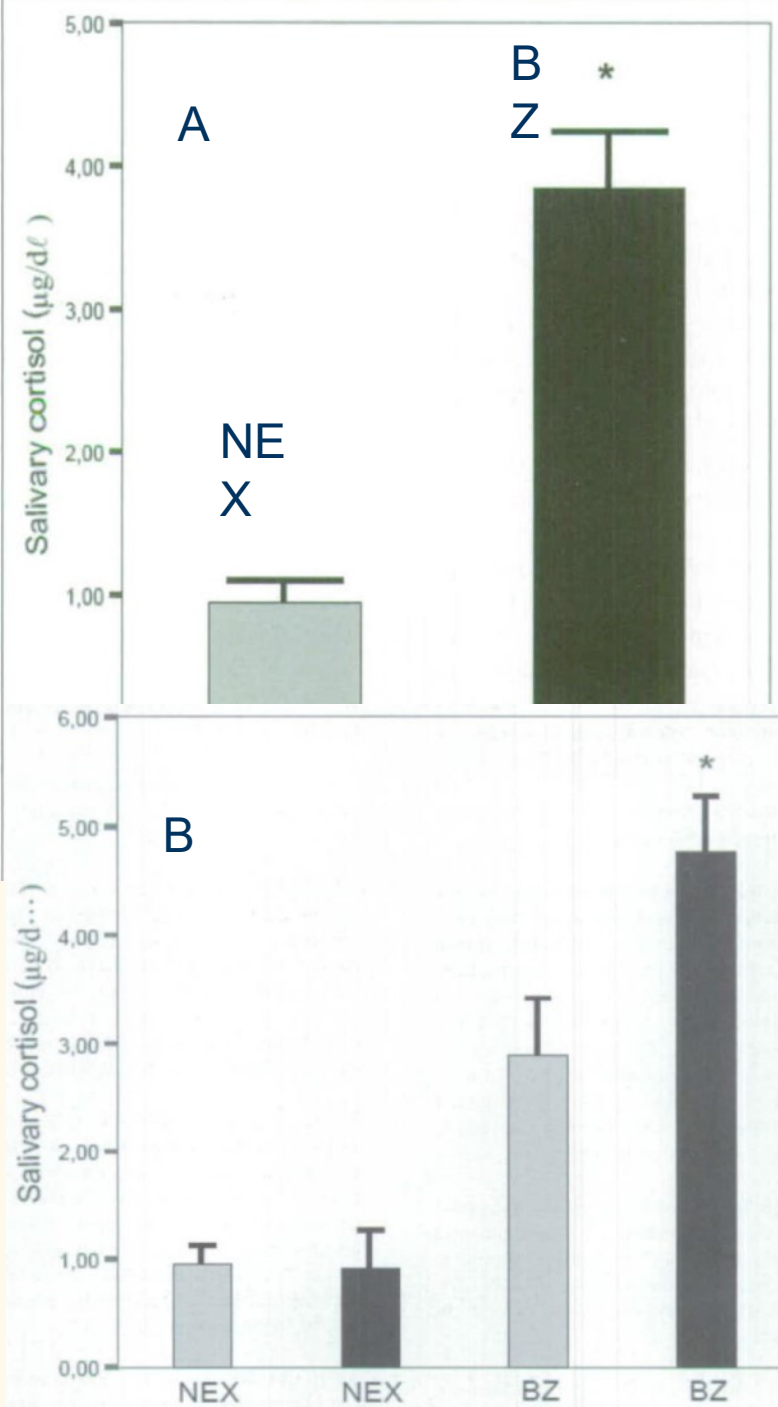 5,00
B
*
A
Z
4,00
Salivary cortisol (µg/dℓ )
3,00
NE
2,00
X
1,00
6,00
*
5,00
B
4,00
Salivary cortisol (µg/d···)
3,00
2,00
1,00
0,00
NEX NEX BZ BZ